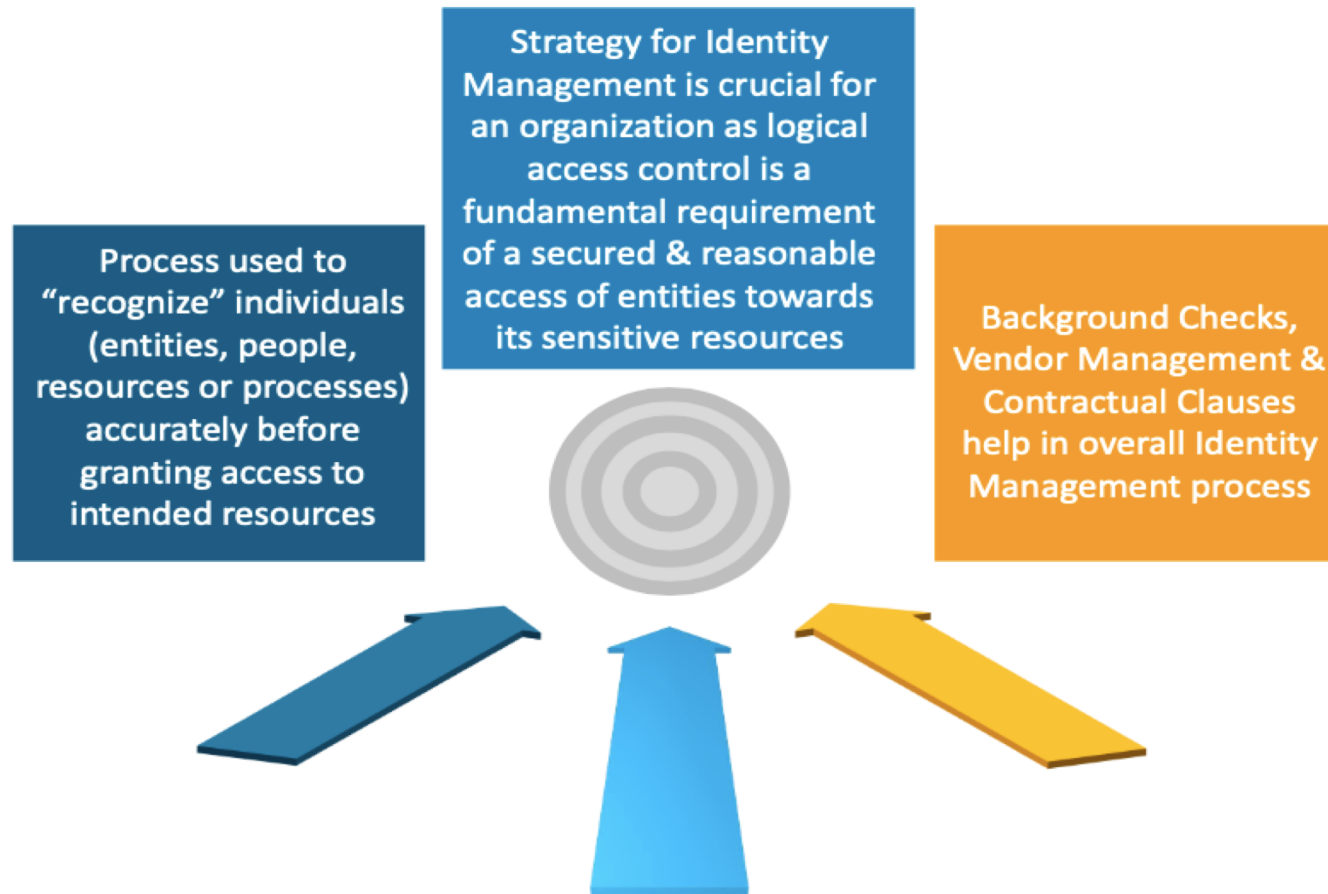 Process used to
“recognize” individuals
(entities, people,
resources or processes)
accurately before
granting access to
intended resources
Strategy for Identity
Management is crucial for
an organization as logical
access control is a
fundamental requirement
of a secured & reasonable
access of entities towards
its sensitive resources
Background Checks,
Vendor Management &
Contractual Clauses
help in overall Identity
Management process